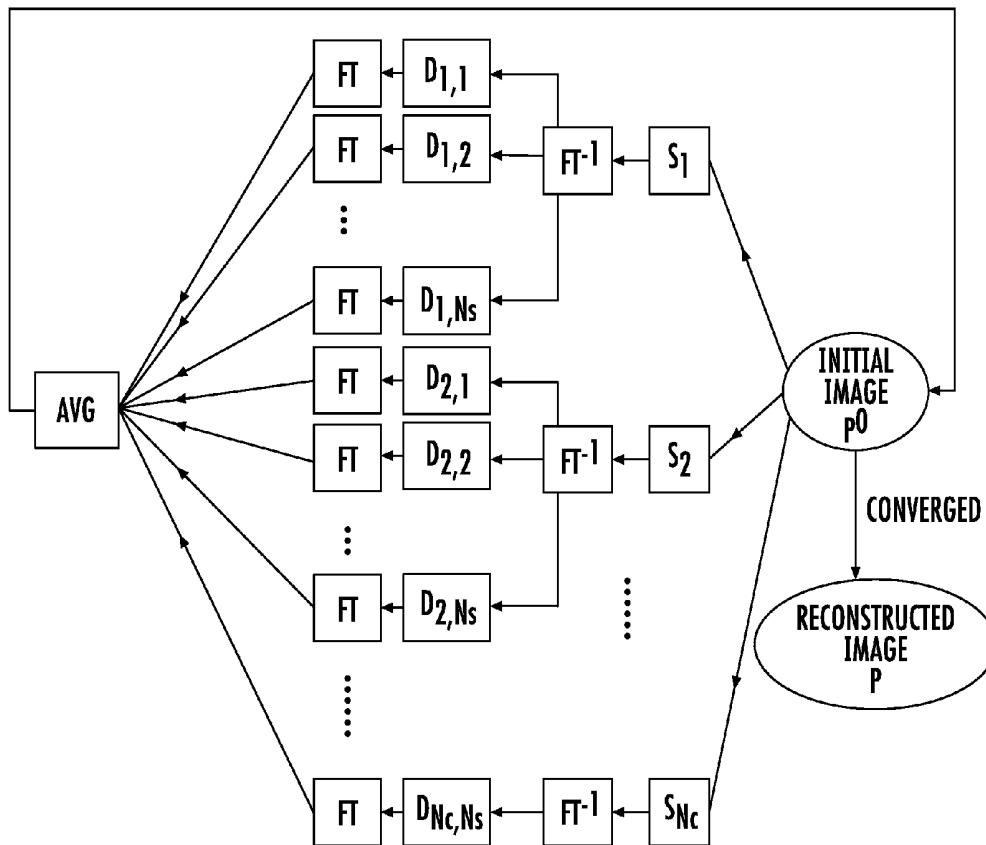 FT D1,1
FT D1,2 FT-1 S1
FT D1,Ns
INITIAL
IMAGE
p0
AVG
FT D2,1
FT D2,2 FT-1 S2
CONVERGED
FT D2,Ns
RECONSTRUCTED
IMAGE
P
FT DNc,Ns FT-1 SNc